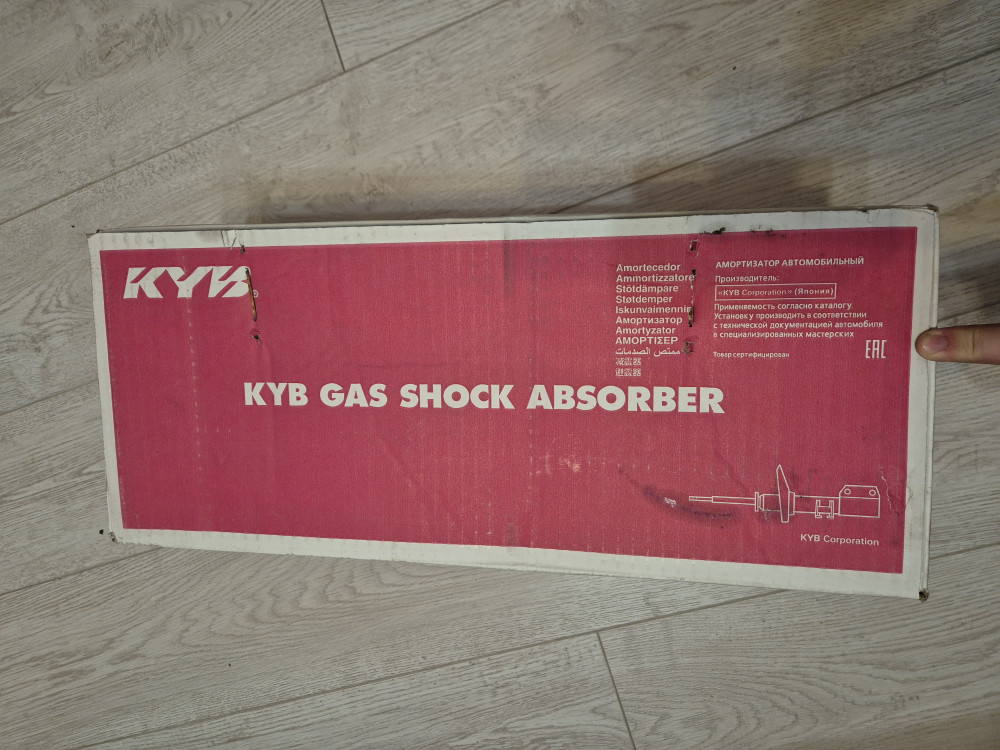 KYB®
Amortecedor
Ammortizzatore
Stötdämpare
Støtdemper
Iskunvaimennin
Амортизатор
Amortyzator
ΑΜΟΡΤΙΣΕΡ
ممتص الصدمات
АМОРТИЗАТОР АВТОМОБИЛЬНЫЙ
Производитель:
«KYB Corporation» (Япония)
Применяемость согласно каталогу.
Установку производить в соответствии
с технической документацией автомобиля
в специализированных мастерских
Товар сертифицирован
EAC
KYB GAS SHOCK ABSORBER
KYB Corporation